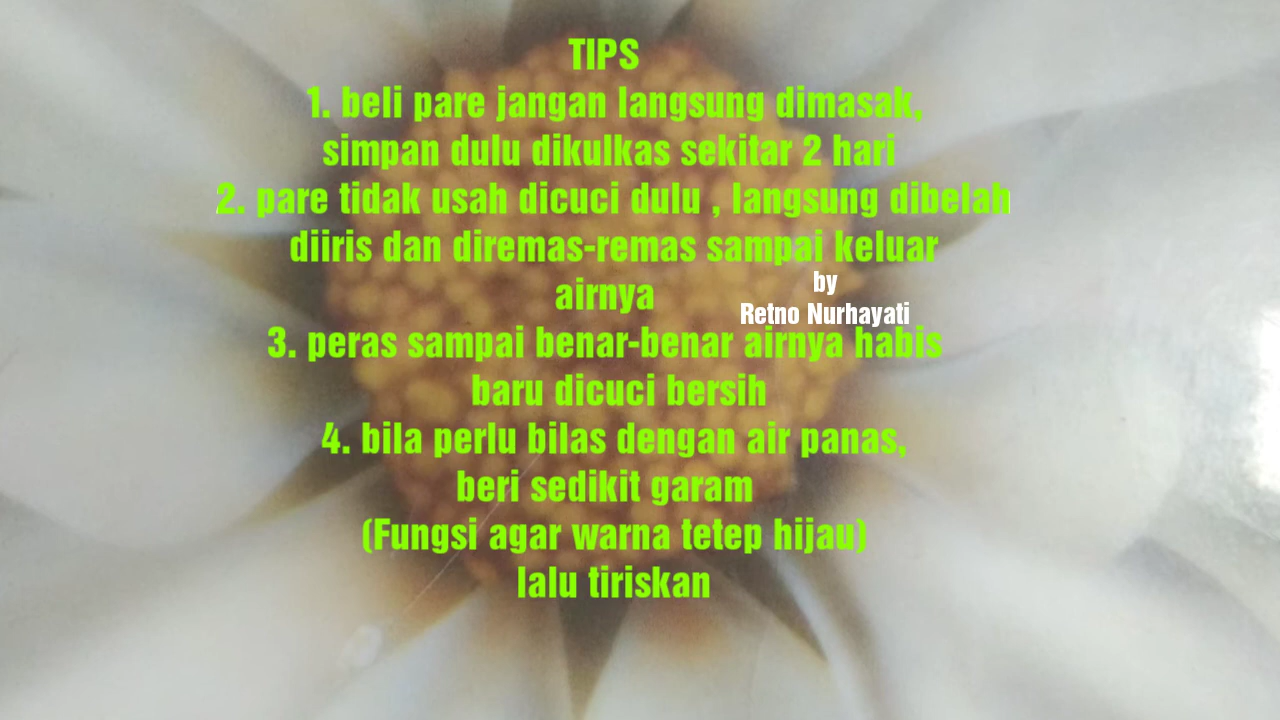 TIPS
1. beli pare jangan langsung dimasak,
simpan dulu dikulkas sekitar 2 hari
2. pare tidak usah dicuci dulu , langsung dibelah
diiris dan diremas-remas sampai keluar
airnya
by
Retno Nurhayati
3. peras sampai benar-benar airnya habis
baru dicuci bersih
4. bila perlu bilas dengan air panas,
beri sedikit garam
(Fungsi agar warna tetep hijau)
lalu tiriskan